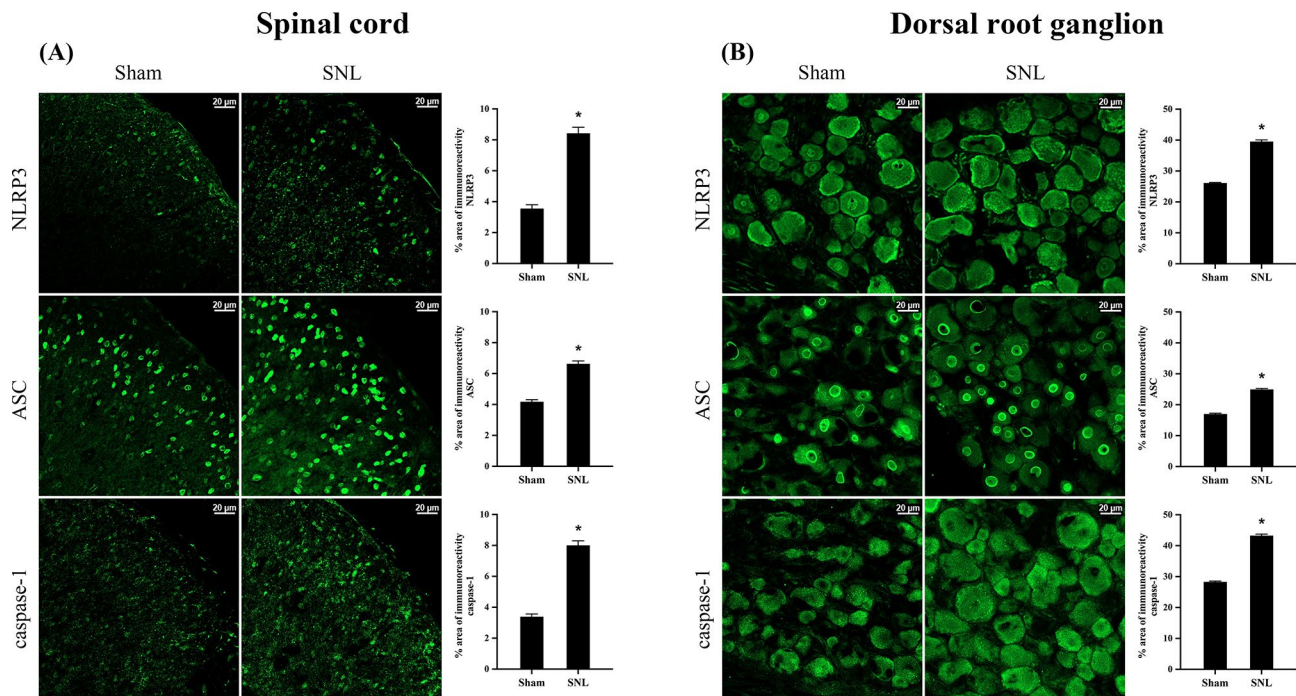 Spinal cord
Dorsal root ganglion
(A)
Sham
SNL
(B)
Sham
SNL
NLRP3
20 µm
20 µm
% area of immunoreactivity
NLRP3
10
8
6
4
2
0
Sham
SNL
*
20 µm
20 µm
% area of immunoreactivity
NLRP3
50
40
30
20
10
0
Sham
SNL
*
NLRP3
ASC
20 µm
20 µm
% area of immunoreactivity
ASC
10
8
6
4
2
0
Sham
SNL
*
ASC
20 µm
20 µm
% area of immunoreactivity
ASC
50
40
30
20
10
0
Sham
SNL
*
caspase-1
20 µm
20 µm
% area of immunoreactivity
caspase-1
10
8
6
4
2
0
Sham
SNL
*
caspase-1
20 µm
20 µm
% area of immunoreactivity
caspase-1
50
40
30
20
10
0
Sham
SNL
*